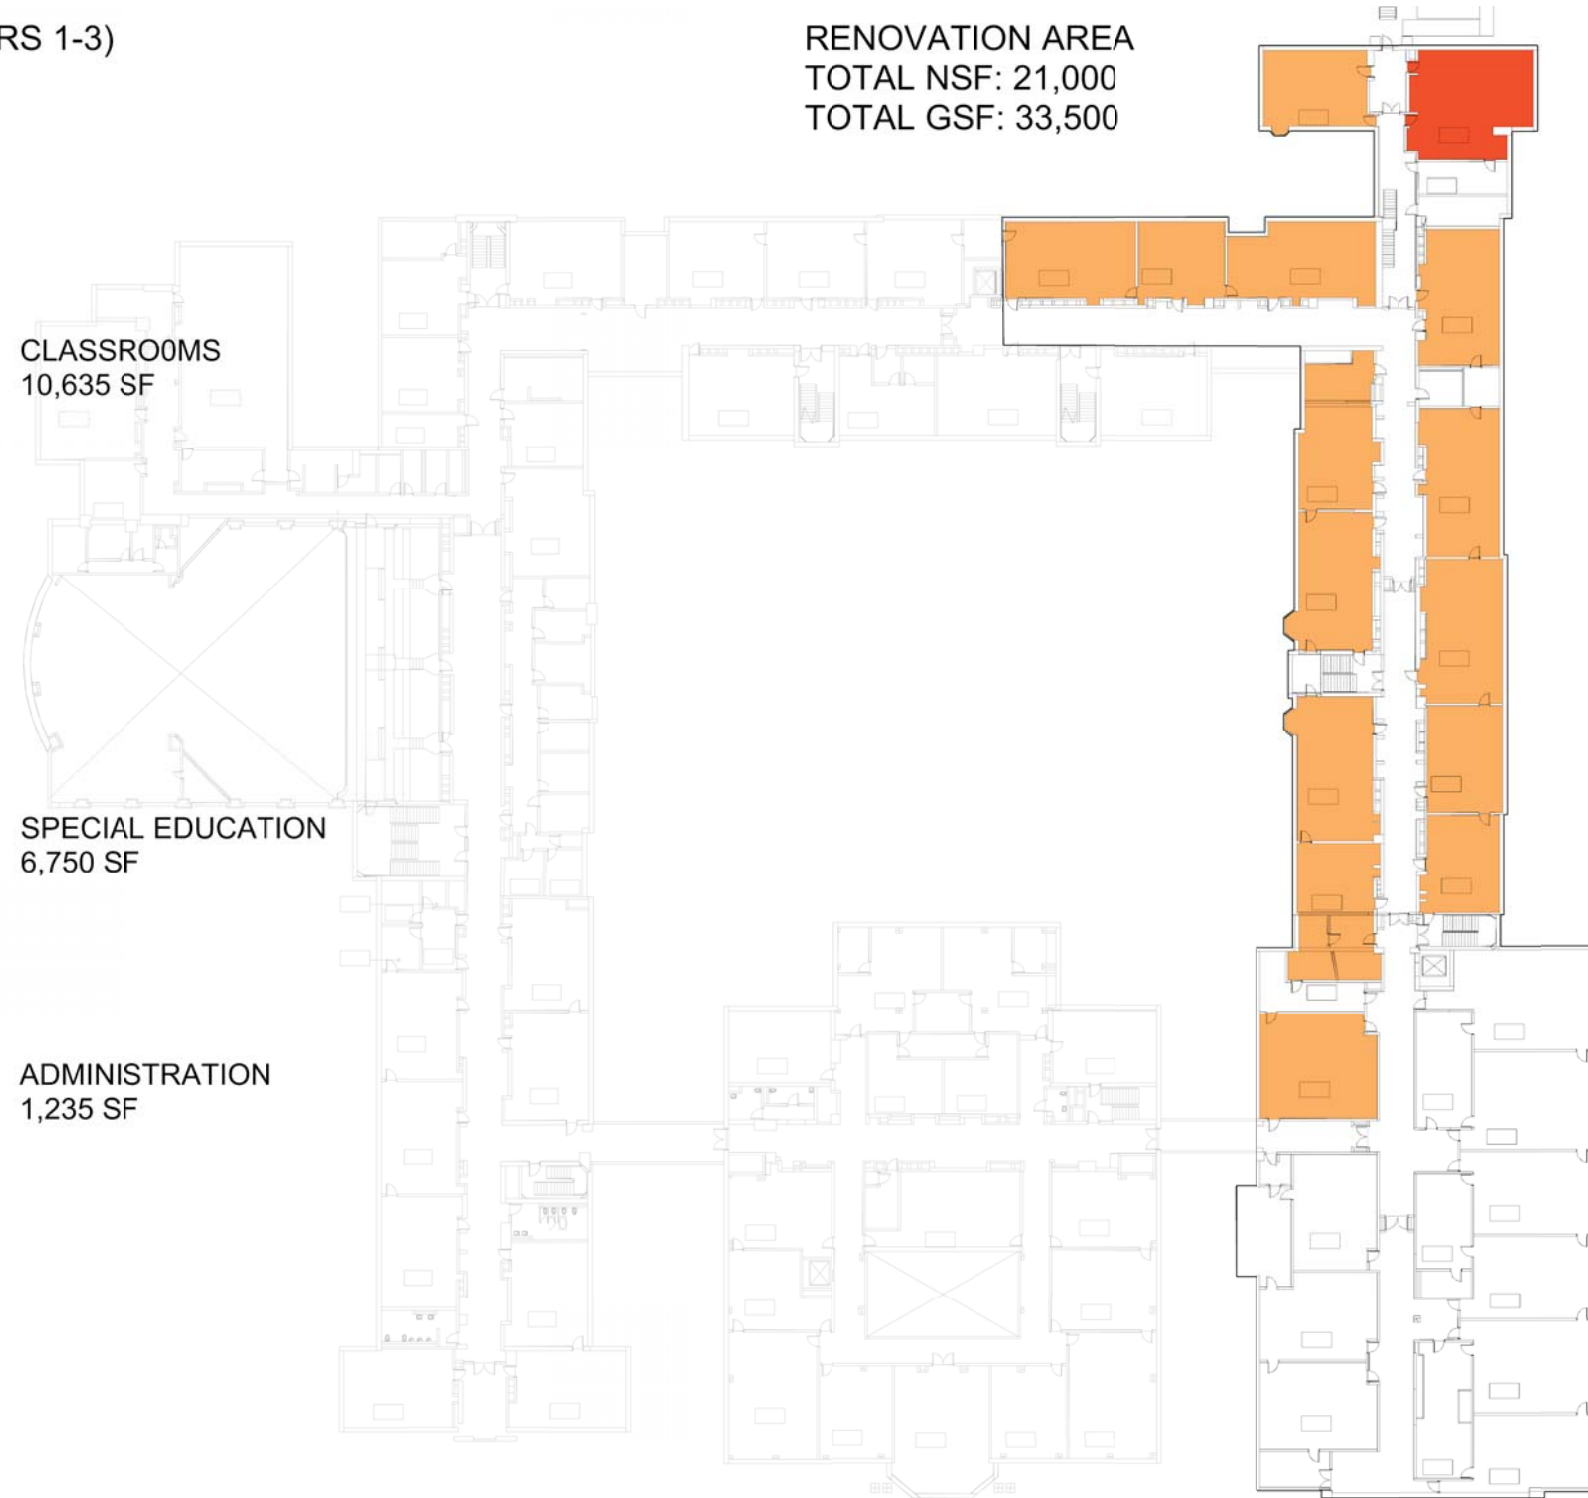 RS 1-3)
RENOVATION AREA
TOTAL NSF: 21,000
TOTAL GSF: 33,500
CLASSROOMS
10,635 SF
SPECIAL EDUCATION
6,750 SF
ADMINISTRATION
1,235 SF